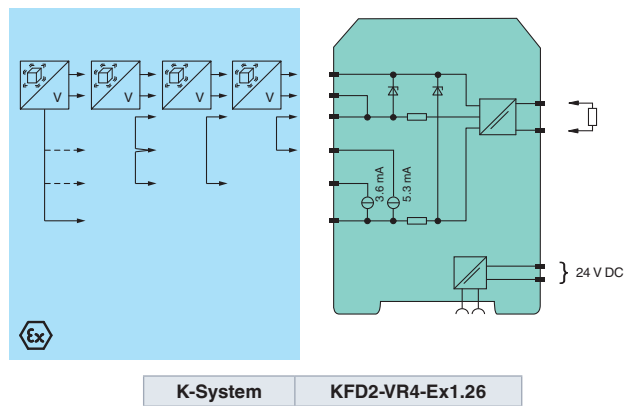 V V V V
3.6 mA
5.3 mA
24 V DC
Ex
K-System KFD2-VR4-Ex1.26